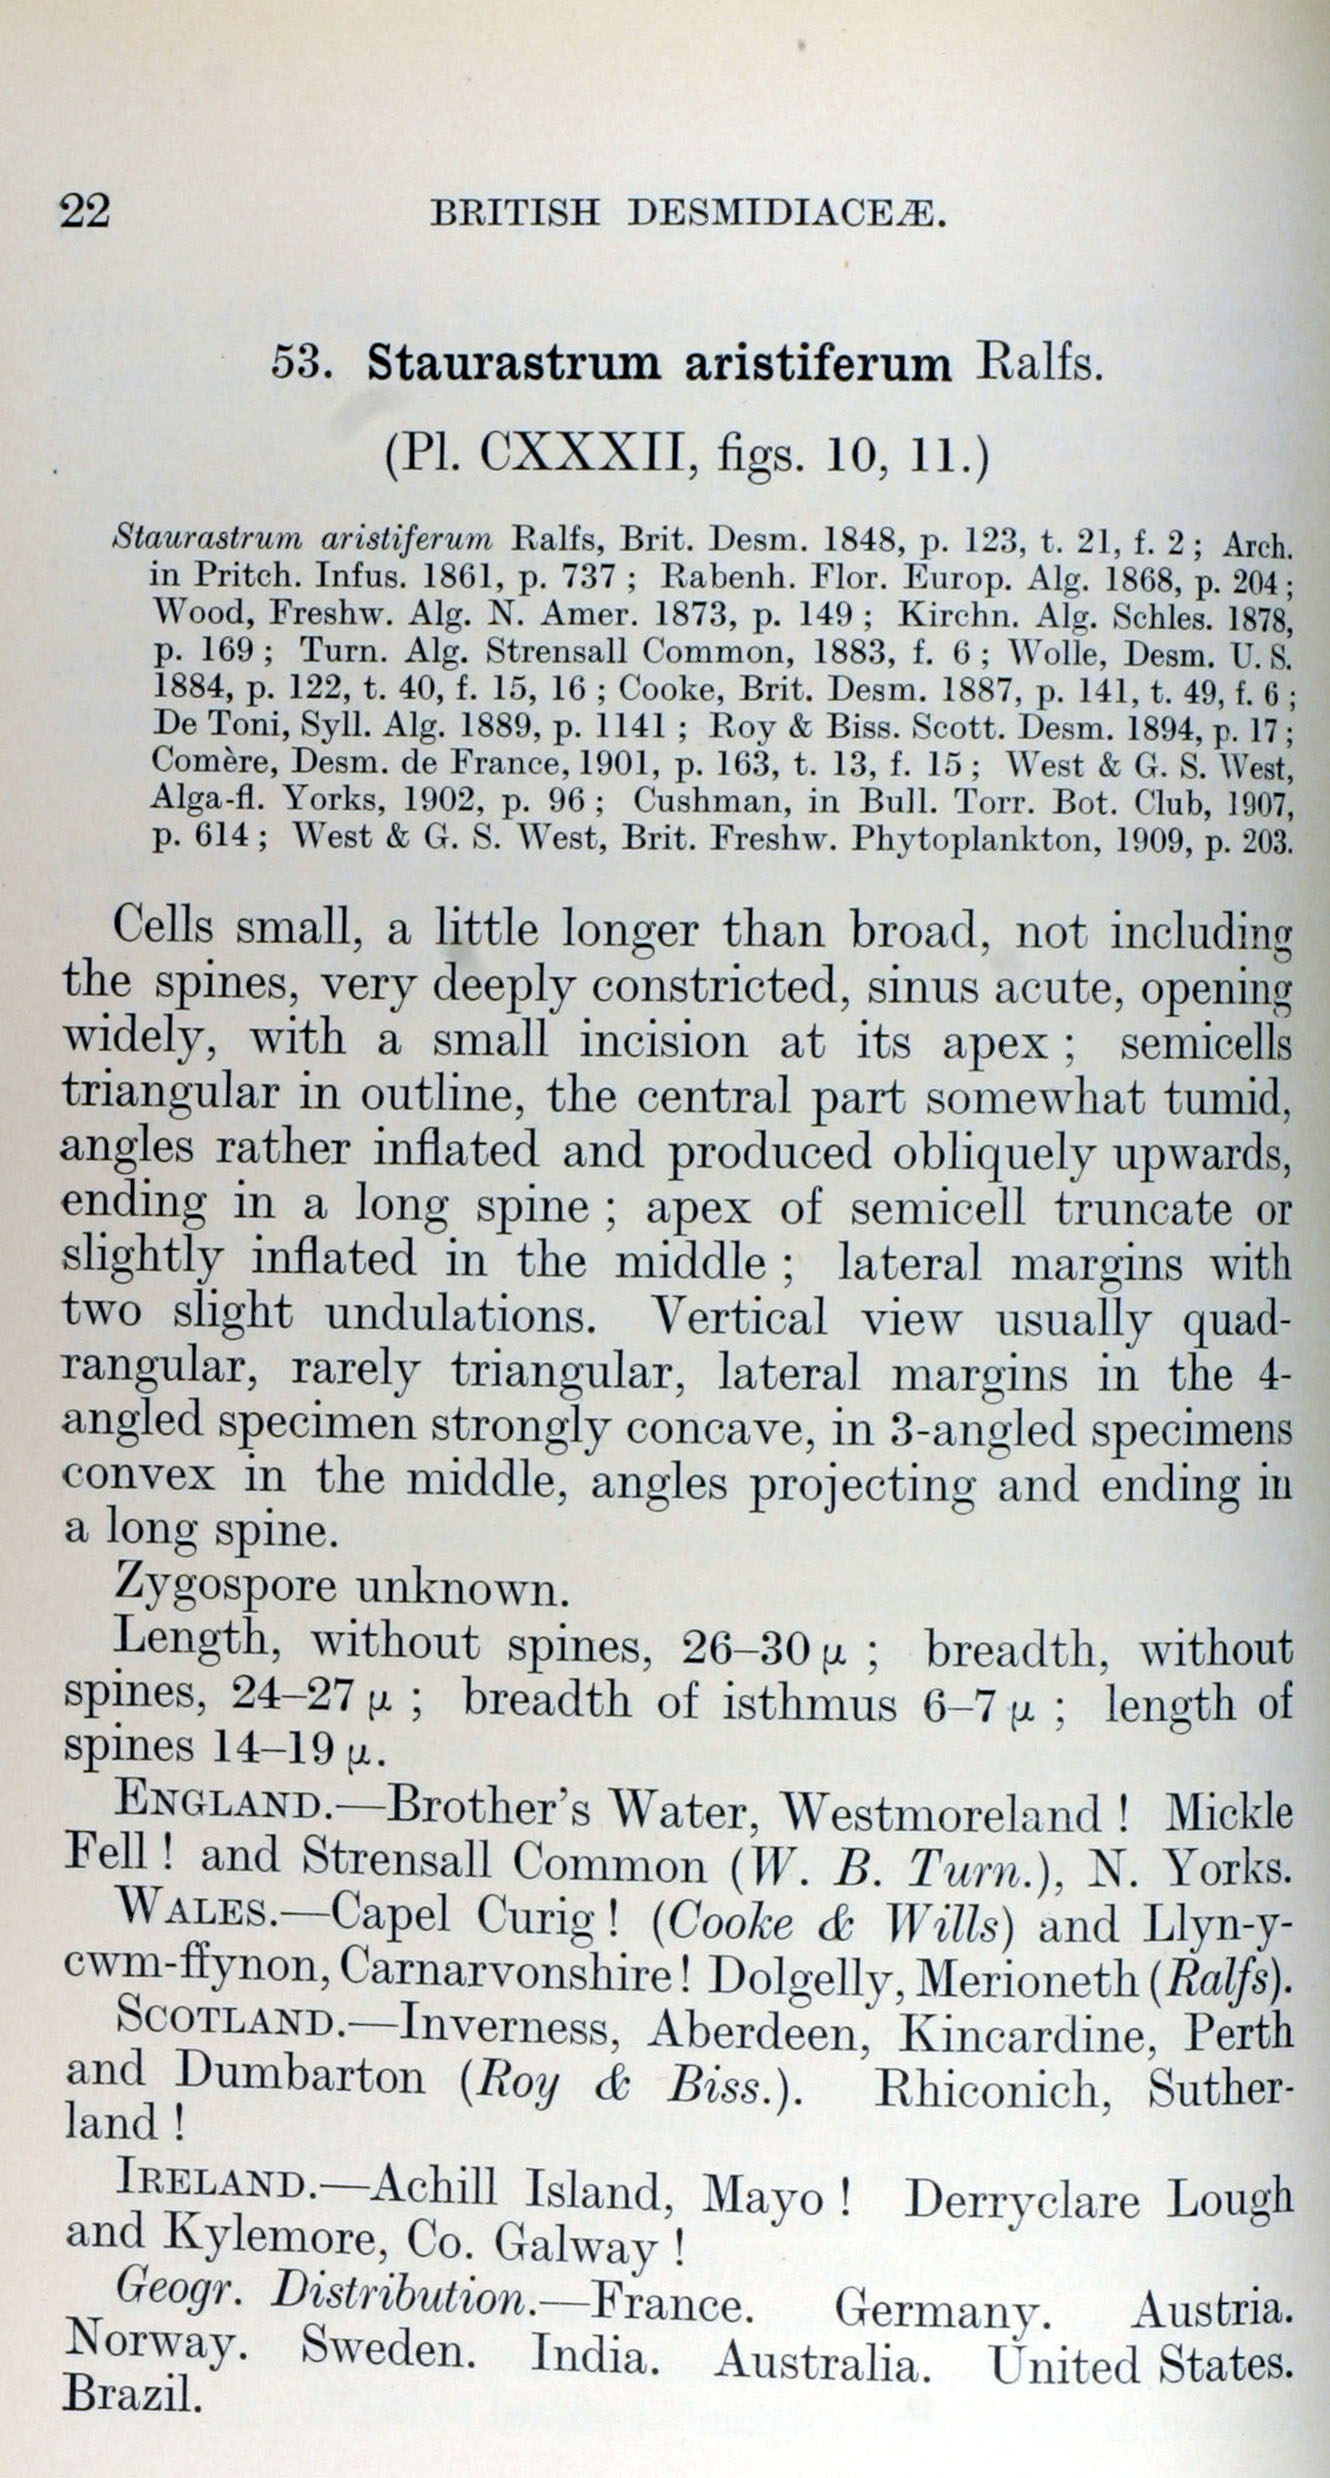 22 BRITISH DESMIDIACEÆ.
53. Staurastrum aristiferum Ralfs.
(Pl. CXXXII, figs. 10, 11.)
Staurastrum aristiferum Ralfs, Brit. Desm. 1848, p. 123, t. 21, f. 2 ; Arch.
in Pritch. Infus. 1861, p. 737 ; Rabenh. Flor. Europ. Alg. 1868, p. 204 ;
Wood, Freshw. Alg. N. Amer. 1873, p. 149 ; Kirchn. Alg. Schles. 1878,
p. 169 ; Turn. Alg. Strensall Common, 1883, f. 6 ; Wolle, Desm. U. S.
1884, p. 122, t. 40, f. 15, 16 ; Cooke, Brit. Desm. 1887, p. 141, t. 49, f. 6 ;
De Toni, Syll. Alg. 1889, p. 1141 ; Roy & Biss. Scott. Desm. 1894, p. 17 ;
Comère, Desm. de France, 1901, p. 163, t. 13, f. 15 ; West & G. S. West,
Alga-fl. Yorks, 1902, p. 96 ; Cushman, in Bull. Torr. Bot. Club, 1907,
p. 614 ; West & G. S. West, Brit. Freshw. Phytoplankton, 1909, p. 203.
Cells small, a little longer than broad, not including
the spines, very deeply constricted, sinus acute, opening
widely, with a small incision at its apex ; semicells
triangular in outline, the central part somewhat tumid,
angles rather inflated and produced obliquely upwards,
ending in a long spine ; apex of semicell truncate or
slightly inflated in the middle ; lateral margins with
two slight undulations. Vertical view usually quad-
rangular, rarely triangular, lateral margins in the 4-
angled specimen strongly concave, in 3-angled specimens
convex in the middle, angles projecting and ending in
a long spine.
Zygospore unknown.
Length, without spines, 26–30 μ ; breadth, without
spines, 24–27 μ ; breadth of isthmus 6–7 μ ; length of
spines 14–19 μ.
ENGLAND.—Brother's Water, Westmoreland ! Mickle
Fell ! and Strensall Common (W. B. Turn.), N. Yorks.
WALES.—Capel Curig ! (Cooke & Wills) and Llyn-y-
cwm-ffynon, Carnarvonshire ! Dolgelly, Merioneth (Ralfs).
SCOTLAND.—Inverness, Aberdeen, Kincardine, Perth
and Dumbarton (Roy & Biss.). Rhiconich, Suther-
land !
IRELAND.—Achill Island, Mayo ! Derryclare Lough
and Kylemore, Co. Galway !
Geogr. Distribution.—France. Germany. Austria.
Norway. Sweden. India. Australia. United States.
Brazil.